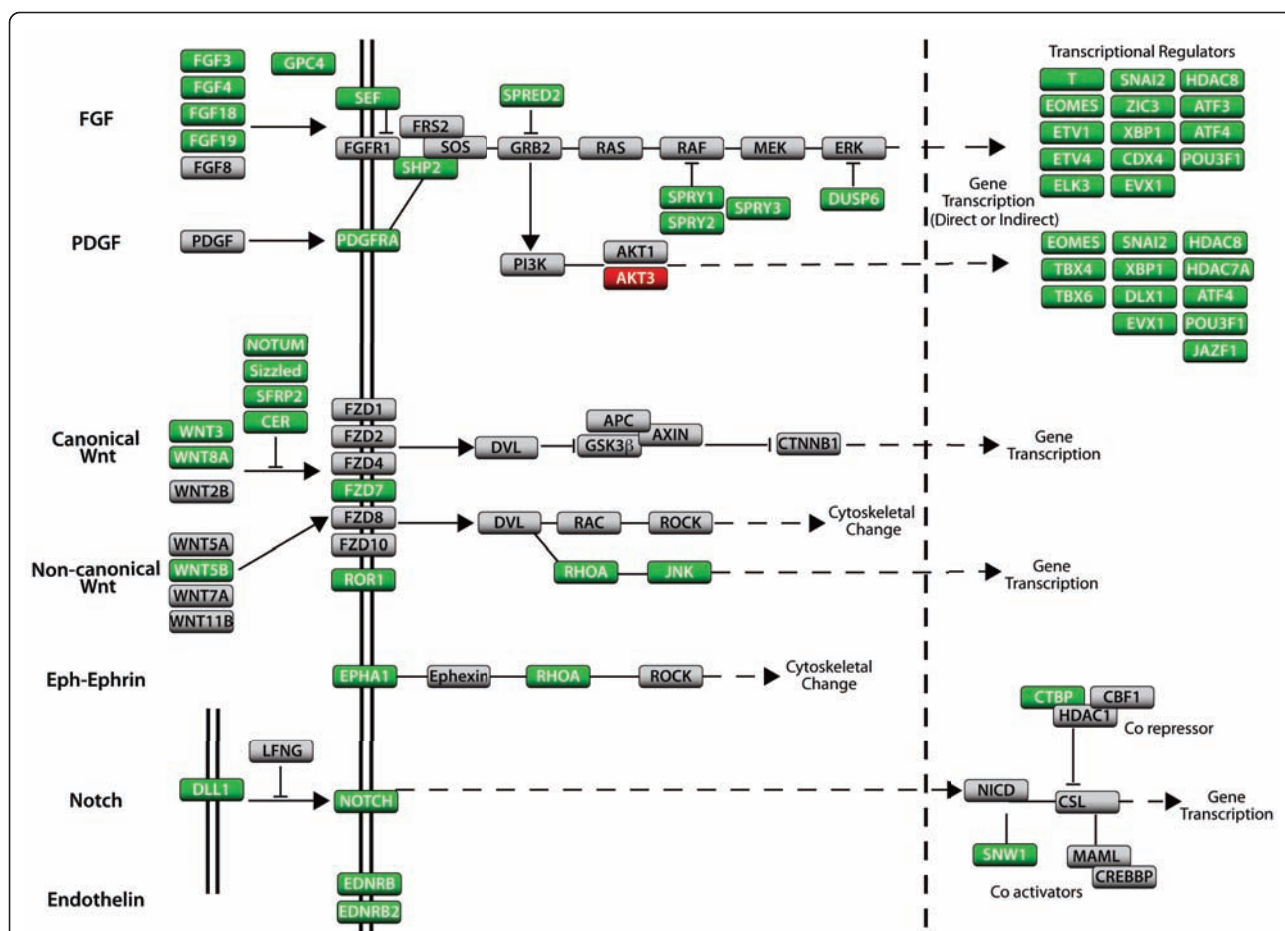 FGF
FGF3
FGF4
FGF18
FGF19
FGF8
GPC4
SEF
FGFR1
FRS2
SOS
SHP2
SPRED2
GRB2
RAS
RAF
MEK
ERK
SPRY1
SPRY2
SPRY3
DUSP6
Gene
Transcription
(Direct or Indirect)
Transcriptional Regulators
T SNAI2 HDAC8
EOMES ZIC3 ATF3
ETV1 XBP1 ATF4
ETV4 CDX4 POU3F1
ELK3 EVX1
PDGF
PDGF
PDGFRA
PI3K
AKT1
AKT3
EOMES SNAI2 HDAC8
TBX4 XBP1 HDAC7A
TBX6 DLX1 ATF4
EVX1 POU3F1
JAZF1
Canonical
Wnt
WNT3
WNT8A
WNT2B
NOTUM
Sizzled
SFRP2
CER
FZD1
FZD2
FZD4
FZD7
FZD8
FZD10
ROR1
DVL
APC
GSK3β
AXIN
CTNNB1
Gene
Transcription
Non-canonical
Wnt
WNT5A
WNT5B
WNT7A
WNT11B
DVL
RAC
ROCK
Cytoskeletal
Change
RHOA
JNK
Gene
Transcription
Eph-Ephrin
EPHA1
Ephexin
RHOA
ROCK
Cytoskeletal
Change
Notch
DLL1
LFNG
NOTCH
NICD
CTBP
CBF1
HDAC1
Co repressor
CSL
Gene
Transcription
SNW1
MAML
CREBBP
Co activators
Endothelin
EDNRB
EDNRB2